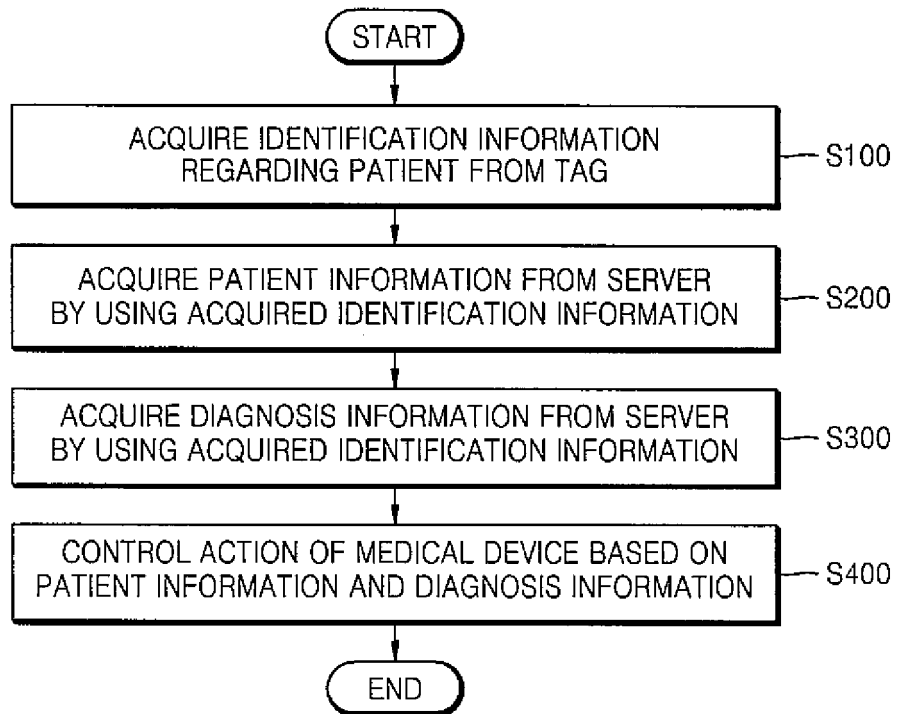 START
ACQUIRE IDENTIFICATION INFORMATION
REGARDING PATIENT FROM TAG
S100
ACQUIRE PATIENT INFORMATION FROM SERVER
BY USING ACQUIRED IDENTIFICATION INFORMATION
S200
ACQUIRE DIAGNOSIS INFORMATION FROM SERVER
BY USING ACQUIRED IDENTIFICATION INFORMATION
S300
CONTROL ACTION OF MEDICAL DEVICE BASED ON
PATIENT INFORMATION AND DIAGNOSIS INFORMATION
S400
END